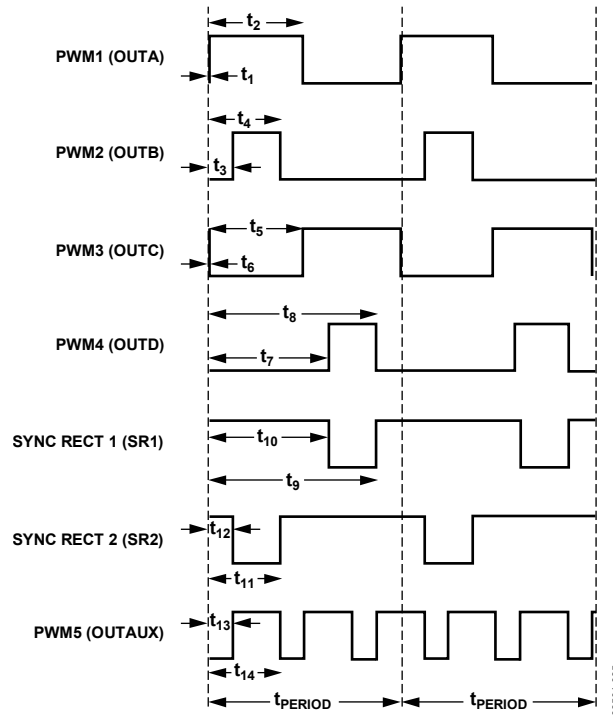 t2
PWM1 (OUTA)
t1
t4
PWM2 (OUTB)
t3
t5
PWM3 (OUTC)
t6
t8
PWM4 (OUTD)
t7
SYNC RECT 1 (SR1)
t10
t9
SYNC RECT 2 (SR2)
t12
t11
PWM5 (OUTAUX)
t13
t14
tPERIOD tPERIOD